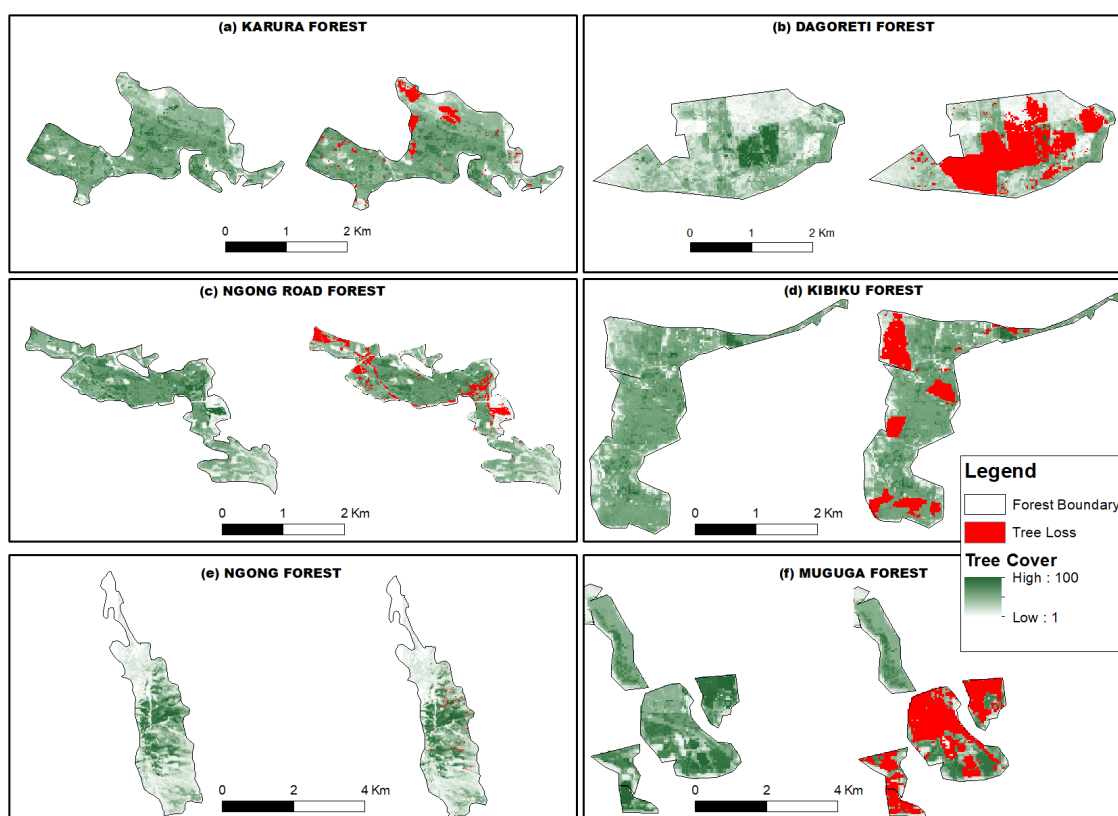 (a) KARURA FOREST
0 1 2 Km
(b) DAGORETI FOREST
0 1 2 Km
(c) NGONG ROAD FOREST
0 1 2 Km
(d) KIBIKU FOREST
0 1 2 Km
(e) NGONG FOREST
0 2 4 Km
(f) MUGUGA FOREST
0 2 4 Km
Legend
Forest Boundary
Tree Loss
Tree Cover
High : 100
Low : 1